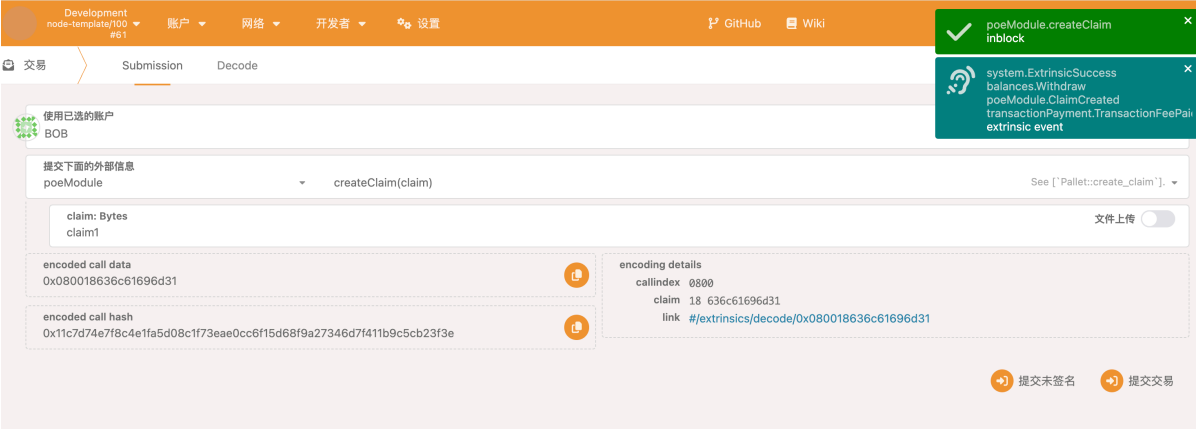 Development
node-template/100
#61
账户
网络
开发者
设置
GitHub
Wiki
poeModule.createClaim
inblock
system.ExtrinsicSuccess
balances.Withdraw
poeModule.ClaimCreated
transactionPayment.TransactionFeePai
extrinsic event
交易
Submission
Decode
使用已选的账户
BOB
提交下面的外部信息
poeModule
createClaim(claim)
See [`Pallet::create_claim`].
claim: Bytes
claim1
文件上传
encoded call data
0x080018636c61696d31
encoding details
callindex 0800
claim 18 636c61696d31
link #/extrinsics/decode/0x080018636c61696d31
encoded call hash
0x11c7d74e7f8c4e1fa5d08c1f73eae0cc6f15d68f9a27346d7f411b9c5cb23f3e
提交未签名
提交交易